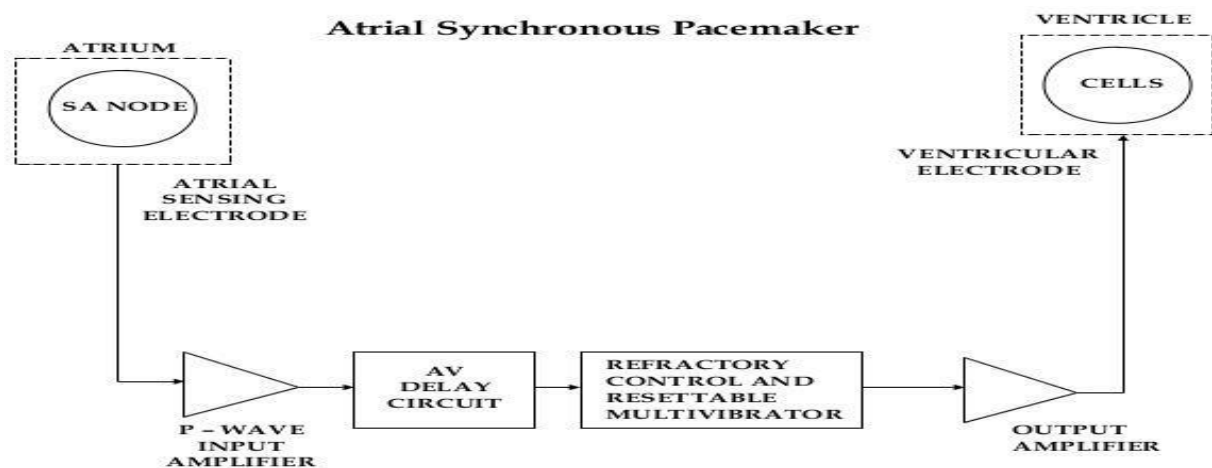 Atrial Synchronous Pacemaker
ATRIUM
SA NODE
ATRIAL
SENSING
ELECTRODE
VENTRICLE
CELLS
VENTRICULAR
ELECTRODE
P – WAVE
INPUT
AMPLIFIER
AV
DELAY
CIRCUIT
REFRACTORY
CONTROL AND
RESETTABLE
MULTIVIBRATOR
OUTPUT
AMPLIFIER